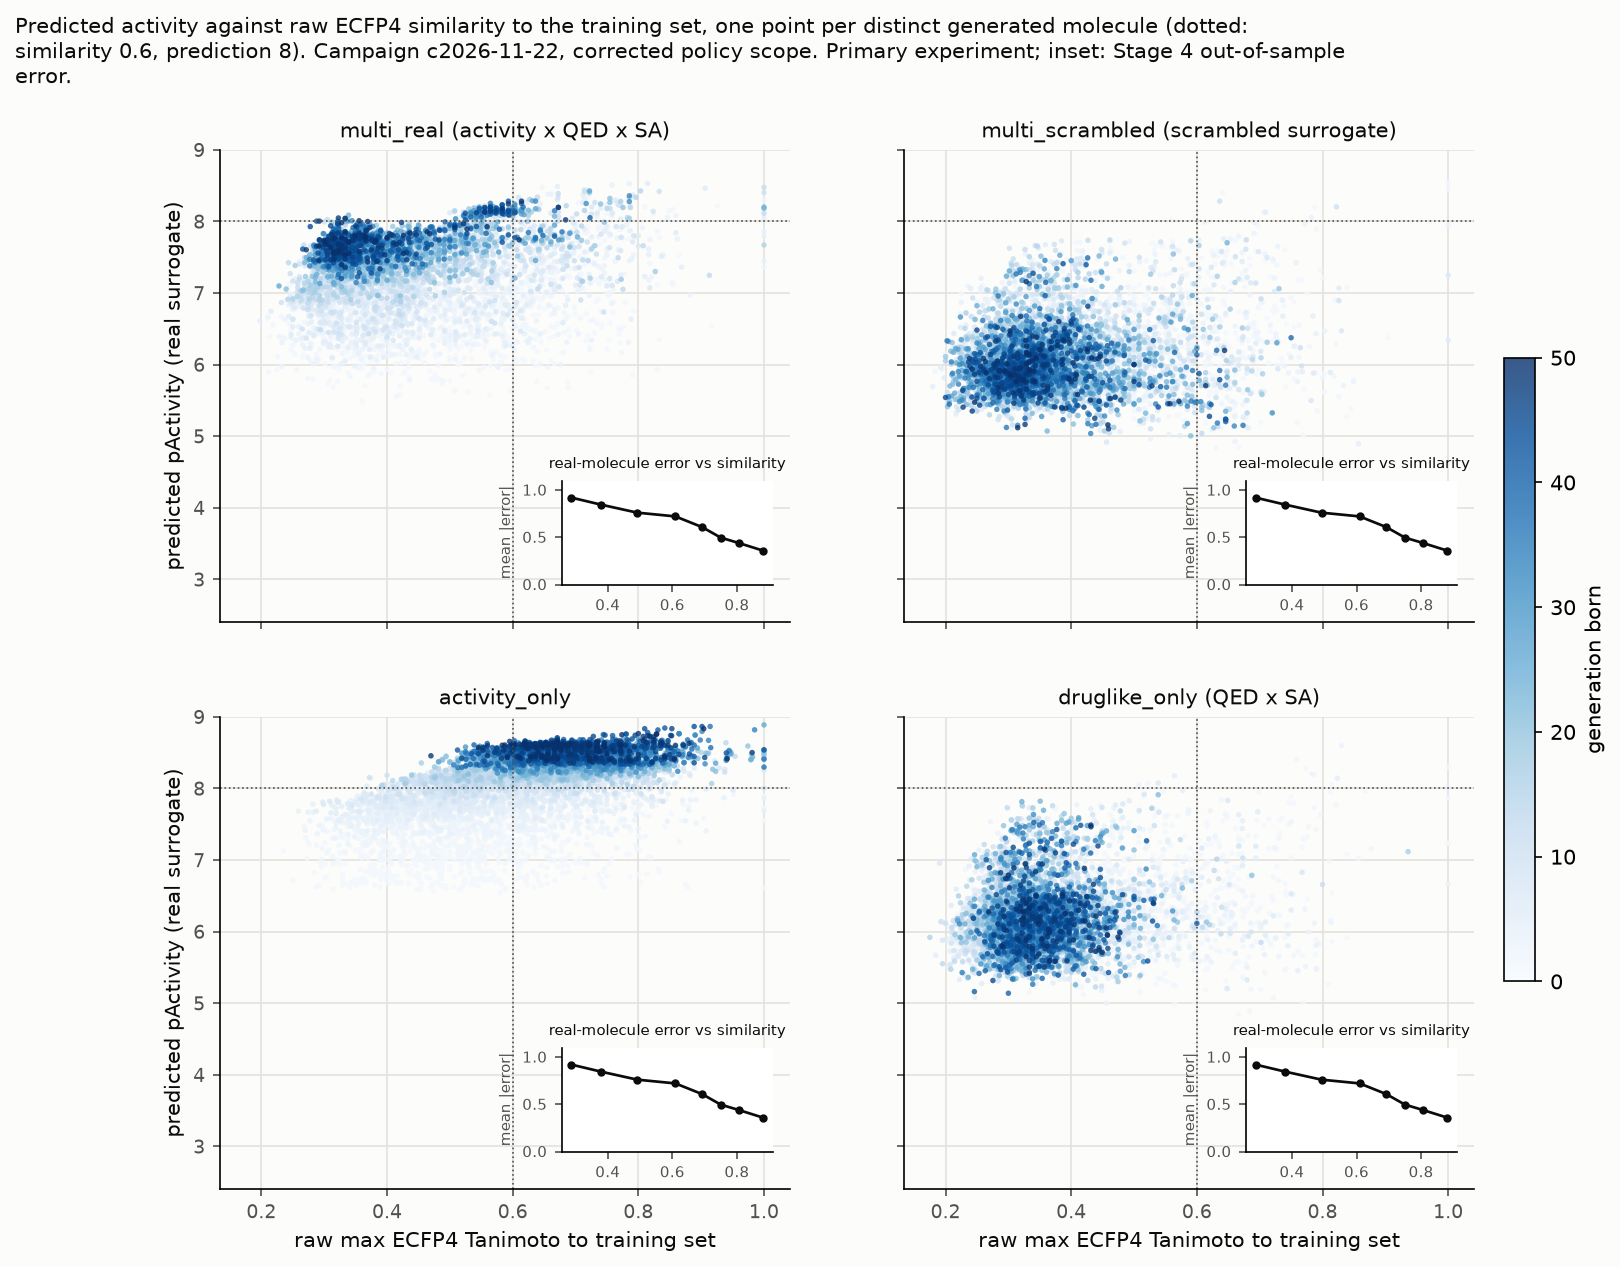 Predicted activity against raw ECFP4 similarity to the training set, one point per distinct generated molecule (dotted:
similarity 0.6, prediction 8). Campaign c2026-11-22, corrected policy scope. Primary experiment; inset: Stage 4 out-of-sample
error.
multi_real (activity x QED x SA)
multi_scrambled (scrambled surrogate)
predicted pActivity (real surrogate)
9
8
7
6
5
4
3
real-molecule error vs similarity
mean |error|
1.0
0.5
0.0
0.4 0.6 0.8
real-molecule error vs similarity
mean |error|
1.0
0.5
0.0
0.4 0.6 0.8
activity_only
druglike_only (QED x SA)
predicted pActivity (real surrogate)
9
8
7
6
5
4
3
real-molecule error vs similarity
mean |error|
1.0
0.5
0.0
0.4 0.6 0.8
real-molecule error vs similarity
mean |error|
1.0
0.5
0.0
0.4 0.6 0.8
0.2 0.4 0.6 0.8 1.0
raw max ECFP4 Tanimoto to training set
0.2 0.4 0.6 0.8 1.0
raw max ECFP4 Tanimoto to training set
50
40
30
20
10
0
generation born